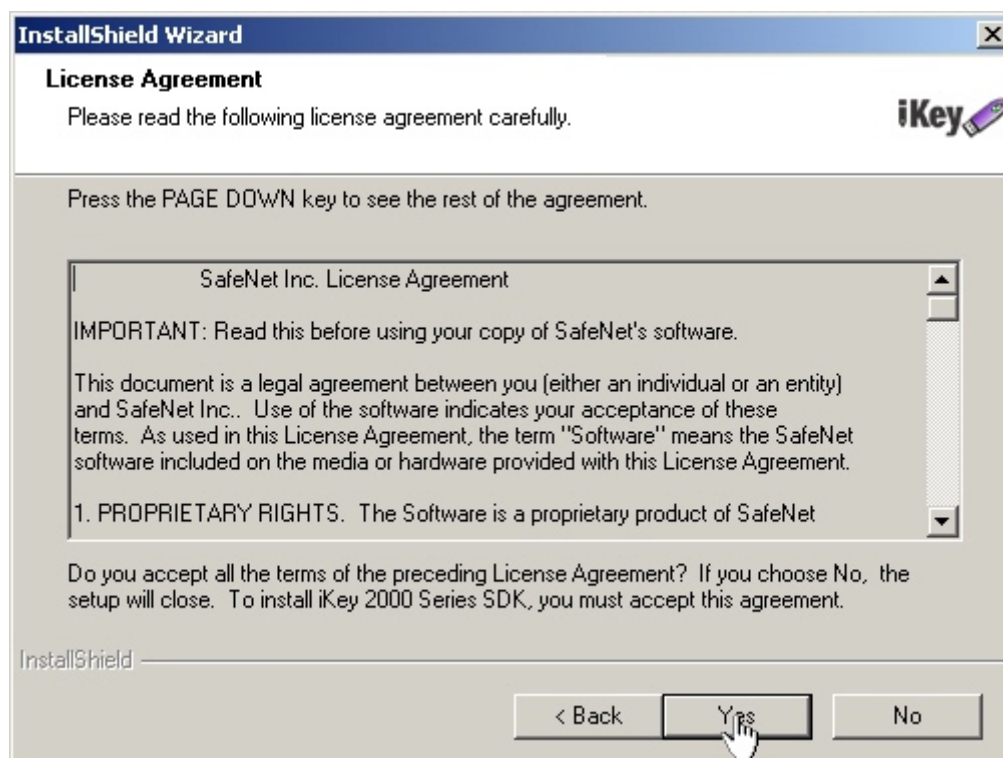 InstallShield Wizard
License Agreement
Please read the following license agreement carefully.
iKey
Press the PAGE DOWN key to see the rest of the agreement.
SafeNet Inc. License Agreement
IMPORTANT: Read this before using your copy of SafeNet's software.
This document is a legal agreement between you (either an individual or an entity)
and SafeNet Inc.. Use of the software indicates your acceptance of these
terms. As used in this License Agreement, the term "Software" means the SafeNet
software included on the media or hardware provided with this License Agreement.
1. PROPRIETARY RIGHTS. The Software is a proprietary product of SafeNet
Do you accept all the terms of the preceding License Agreement? If you choose No, the
setup will close. To install iKey 2000 Series SDK, you must accept this agreement.
InstallShield
< Back
Yes
No